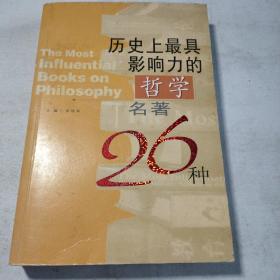 历史上最具
影响力的
哲学
名著
26
种
The Most
Influential
Books on
Philosophy